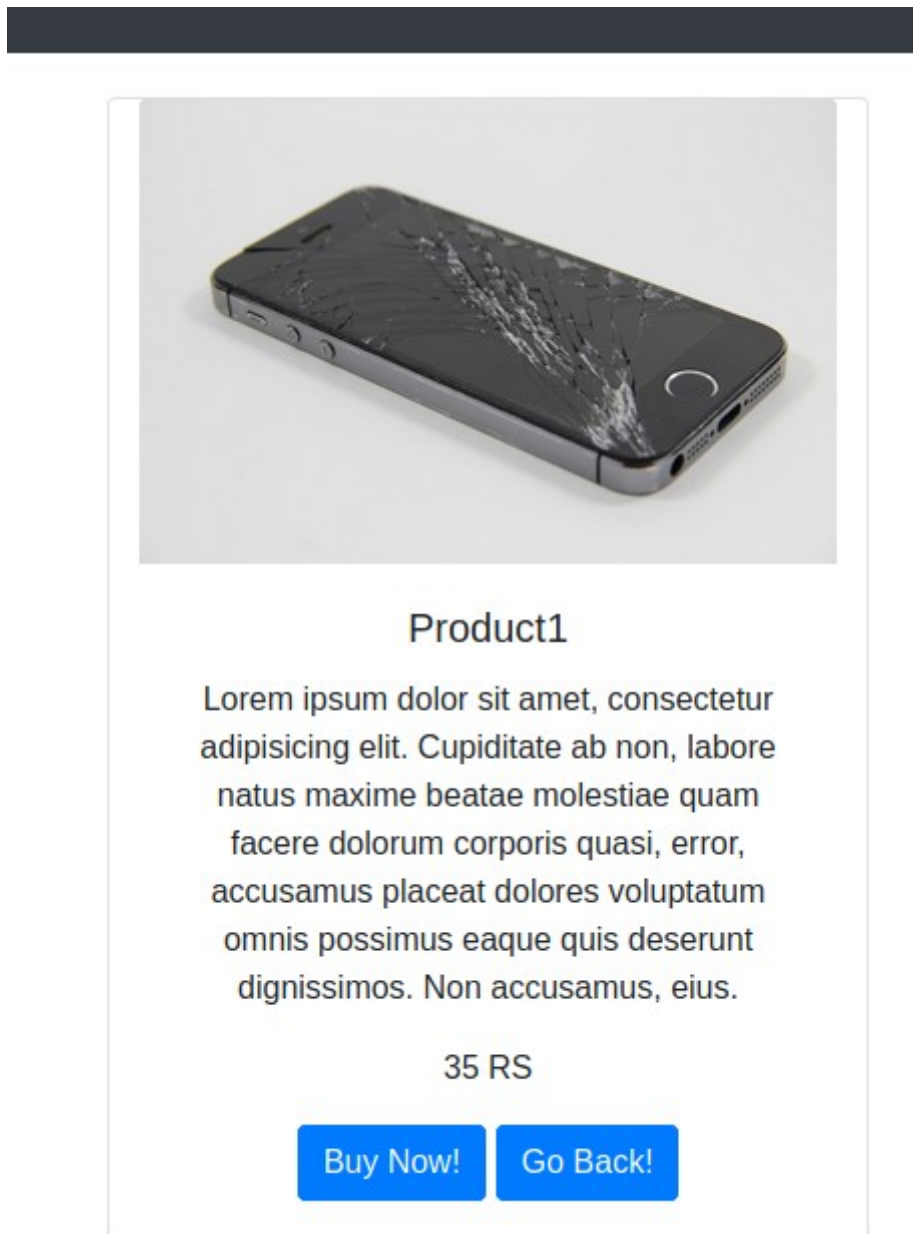 Product1
Lorem ipsum dolor sit amet, consectetur
adipisicing elit. Cupiditate ab non, labore
natus maxime beatae molestiae quam
facere dolorum corporis quasi, error,
accusamus placeat dolores voluptatum
omnis possimus eaque quis deserunt
dignissimos. Non accusamus, eius.
35 RS
Buy Now! Go Back!